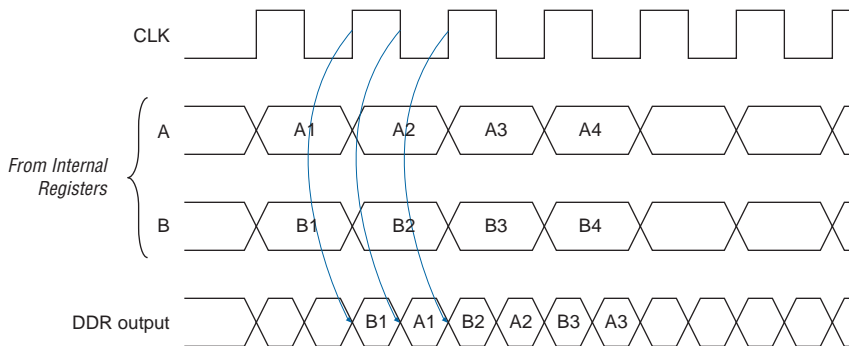 CLK
A
A1 A2 A3 A4
From Internal
Registers
B
B1 B2 B3 B4
DDR output
B1 A1 B2 A2 B3 A3